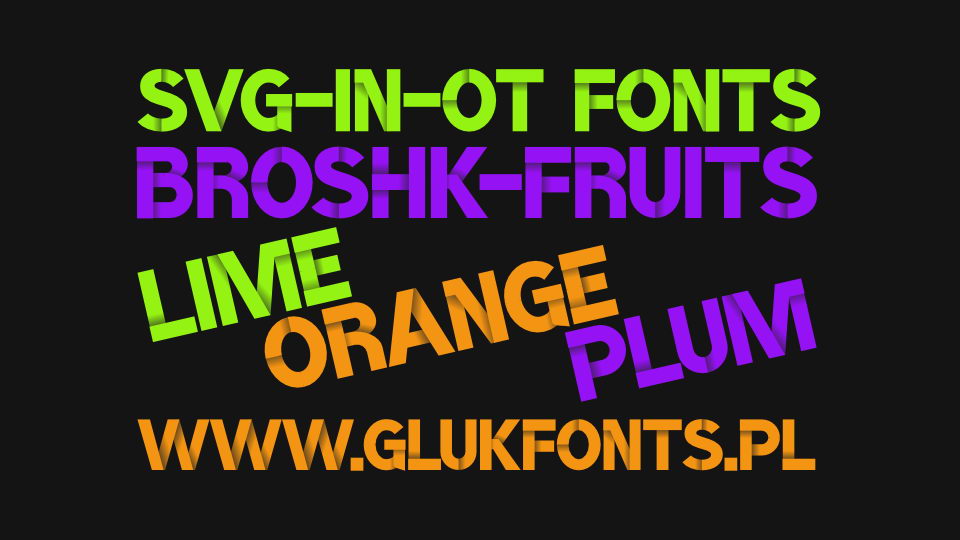 SVG-IN-OT FONTS
BROSHK-FRUITS
LIME
ORANGE
PLUM
WWW.GLUKFONTS.PL